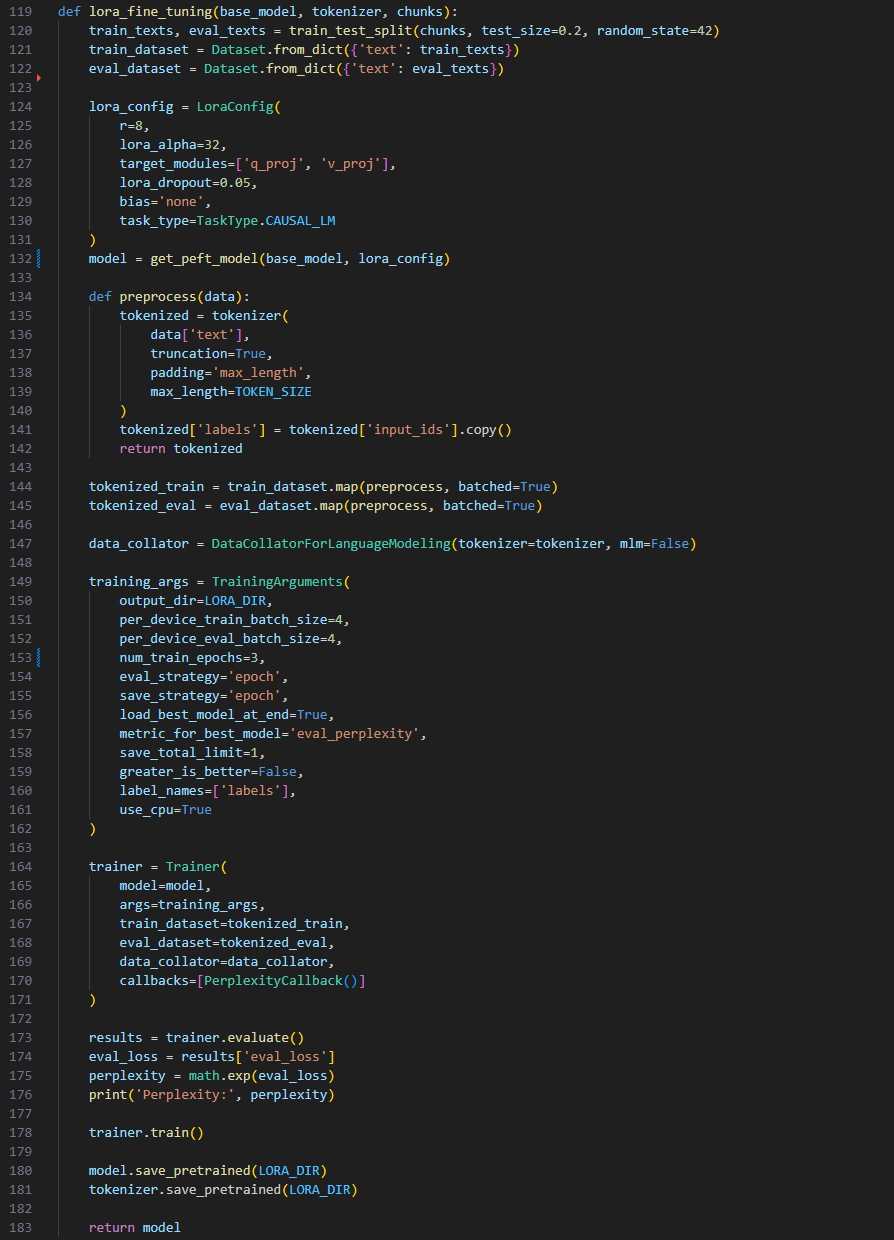 119 def lora_fine_tuning(base_model, tokenizer, chunks):
120     train_texts, eval_texts = train_test_split(chunks, test_size=0.2, random_state=42)
121     train_dataset = Dataset.from_dict({'text': train_texts})
122     eval_dataset = Dataset.from_dict({'text': eval_texts})
123
124     lora_config = LoraConfig(
125         r=8,
126         lora_alpha=32,
127         target_modules=['q_proj', 'v_proj'],
128         lora_dropout=0.05,
129         bias='none',
130         task_type=TaskType.CAUSAL_LM
131     )
132     model = get_peft_model(base_model, lora_config)
133
134     def preprocess(data):
135         tokenized = tokenizer(
136             data['text'],
137             truncation=True,
138             padding='max_length',
139             max_length=TOKEN_SIZE
140         )
141         tokenized['labels'] = tokenized['input_ids'].copy()
142         return tokenized
143
144     tokenized_train = train_dataset.map(preprocess, batched=True)
145     tokenized_eval = eval_dataset.map(preprocess, batched=True)
146
147     data_collator = DataCollatorForLanguageModeling(tokenizer=tokenizer, mlm=False)
148
149     training_args = TrainingArguments(
150         output_dir=LORA_DIR,
151         per_device_train_batch_size=4,
152         per_device_eval_batch_size=4,
153         num_train_epochs=3,
154         eval_strategy='epoch',
155         save_strategy='epoch',
156         load_best_model_at_end=True,
157         metric_for_best_model='eval_perplexity',
158         save_total_limit=1,
159         greater_is_better=False,
160         label_names=['labels'],
161         use_cpu=True
162     )
163
164     trainer = Trainer(
165         model=model,
166         args=training_args,
167         train_dataset=tokenized_train,
168         eval_dataset=tokenized_eval,
169         data_collator=data_collator,
170         callbacks=[PerplexityCallback()]
171     )
172
173     results = trainer.evaluate()
174     eval_loss = results['eval_loss']
175     perplexity = math.exp(eval_loss)
176     print('Perplexity:', perplexity)
177
178     trainer.train()
179
180     model.save_pretrained(LORA_DIR)
181     tokenizer.save_pretrained(LORA_DIR)
182
183     return model